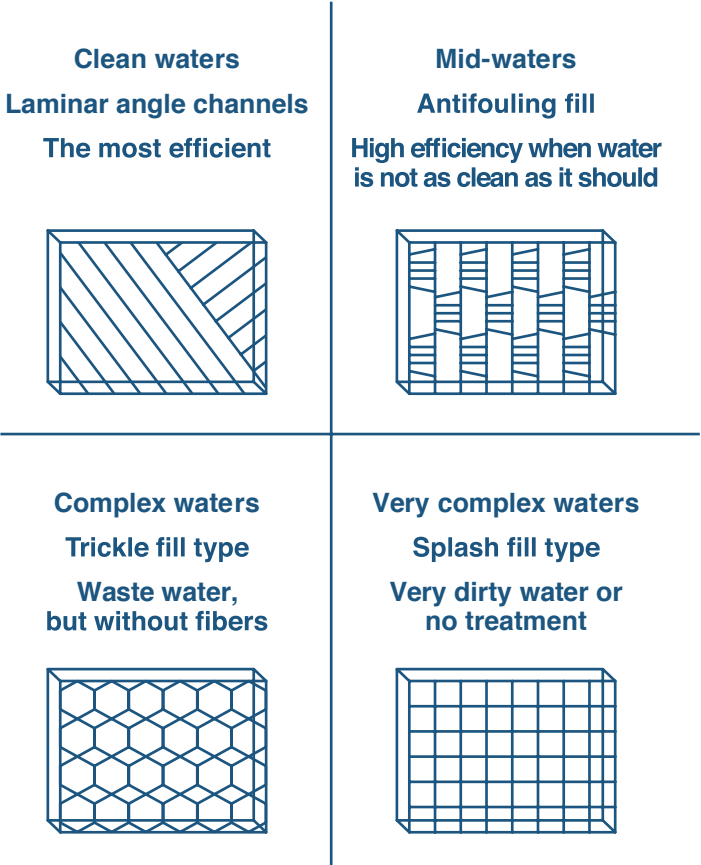 Clean waters
Laminar angle channels
The most efficient
Mid-waters
Antifouling fill
High efficiency when water
is not as clean as it should
Complex waters
Trickle fill type
Waste water,
but without fibers
Very complex waters
Splash fill type
Very dirty water or
no treatment